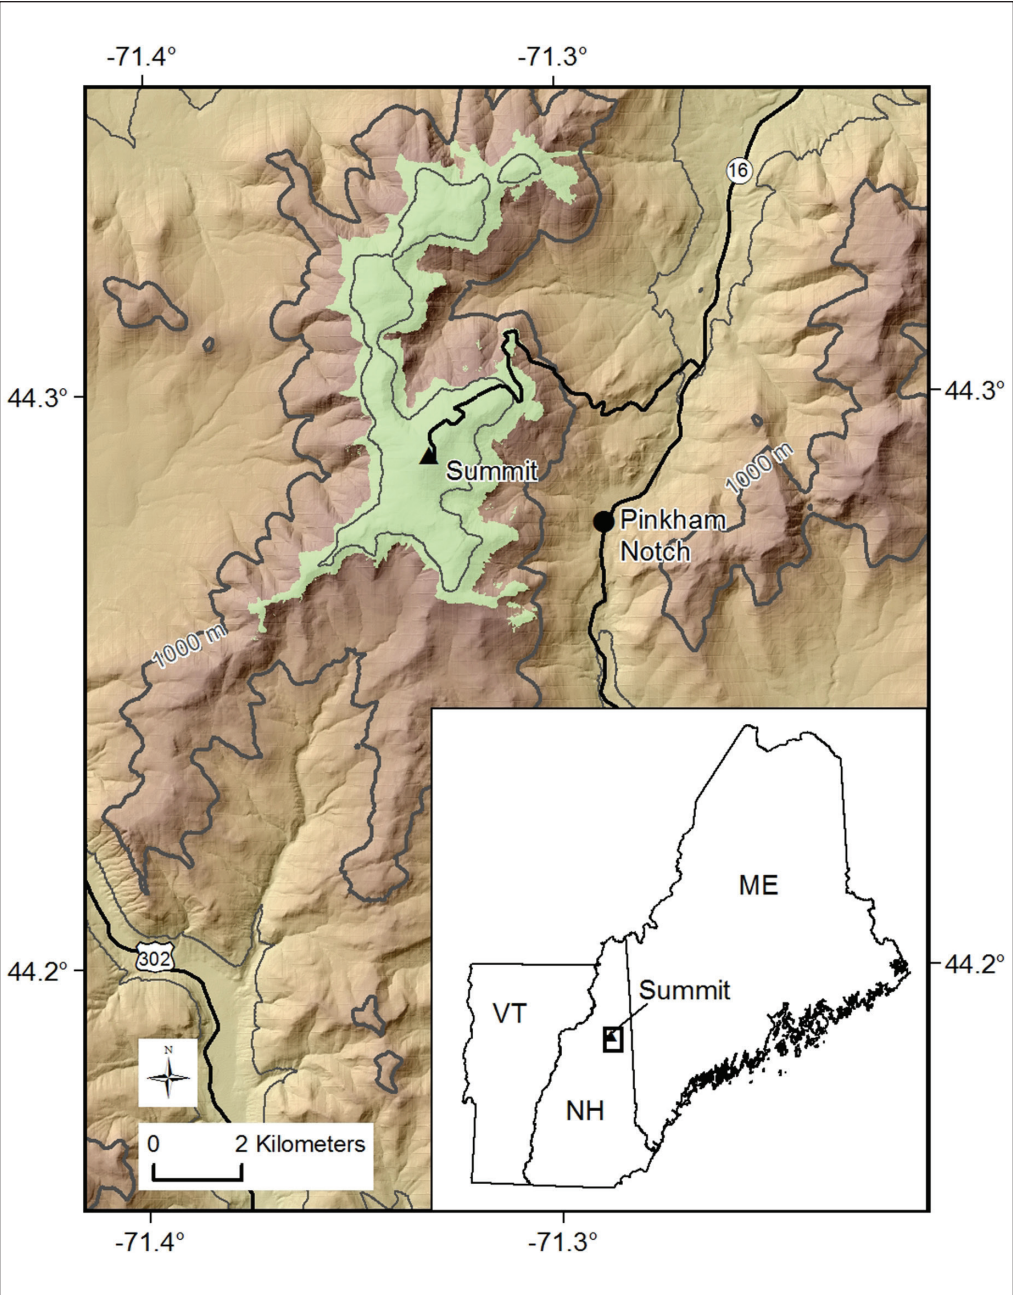 -71.4°
-71.3°
16
44.3°
44.3°
Summit
1000 m
Pinkham
Notch
1000 m
ME
44.2°
44.2°
302
Summit
VT
N
NH
0 2 Kilometers
-71.4°
-71.3°